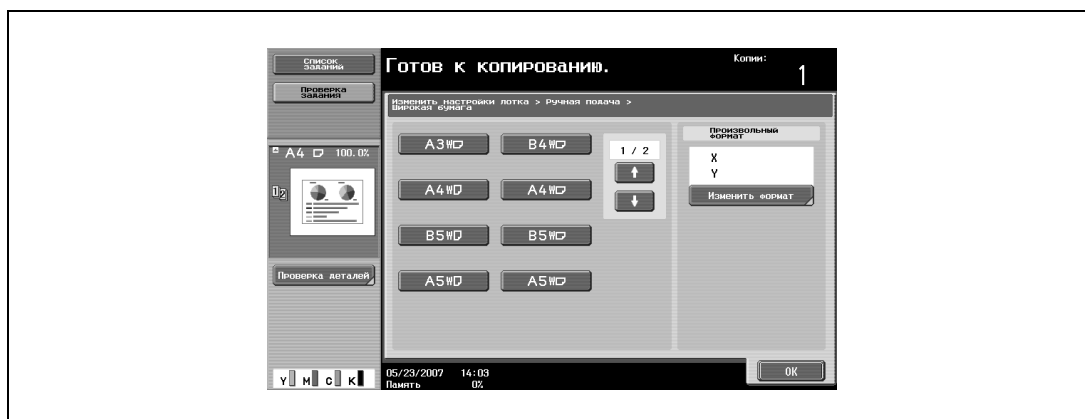 Список
заданий
Проверка
задания
A4 100.0%
12
Проверка деталей
Y M C K
Готов к копированию.
Копии:
1
Изменить настройки лотка > Ручная подача >
Широкая бумага
A3W B4W
A4W A4W
B5W B5W
A5W A5W
1 / 2
Произвольный
формат
X
Y
Изменить формат
05/23/2007 14:03
Память 0%
OK